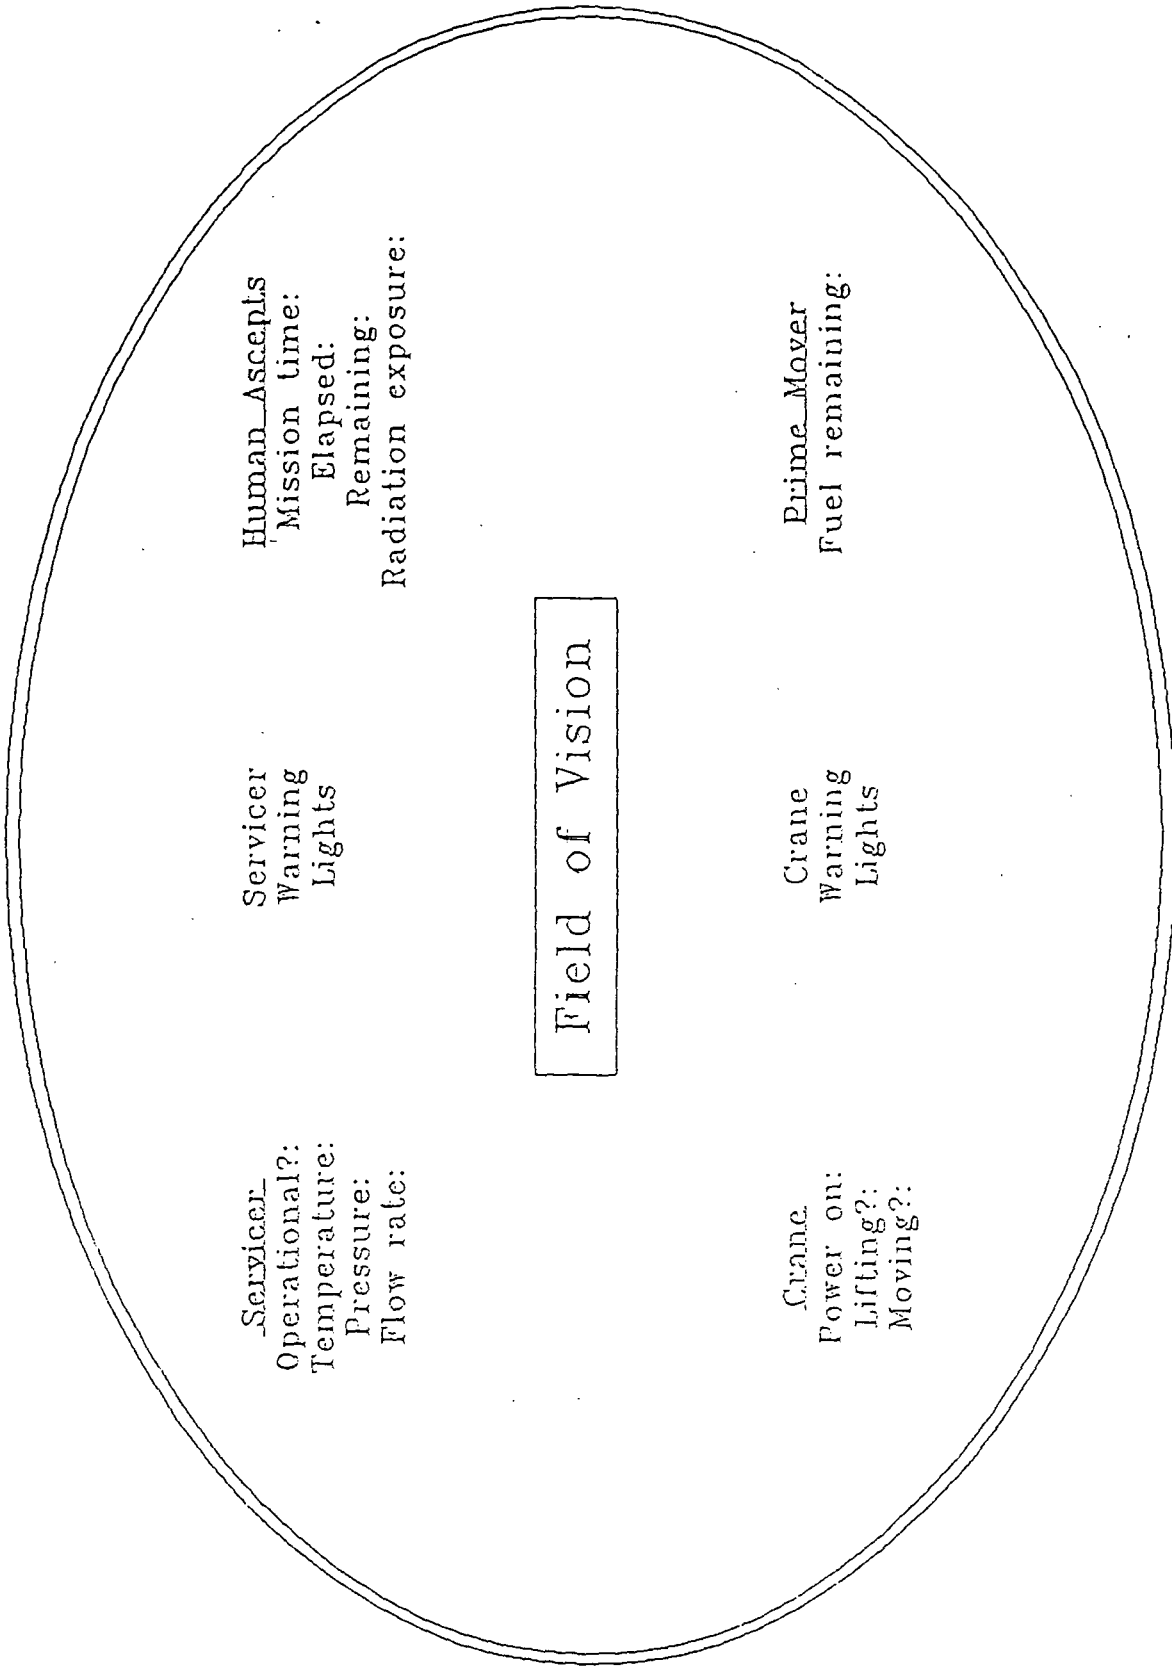 Servicer
Operational?:
Temperature:
Pressure:
Flow rate:
Servicer
Warning
Lights
Human Ascepts
Mission time:
Elapsed:
Remaining:
Radiation exposure:
Field of Vision
Crane
Power on:
Lifting?:
Moving?:
Crane
Warning
Lights
Prime Mover
Fuel remaining: